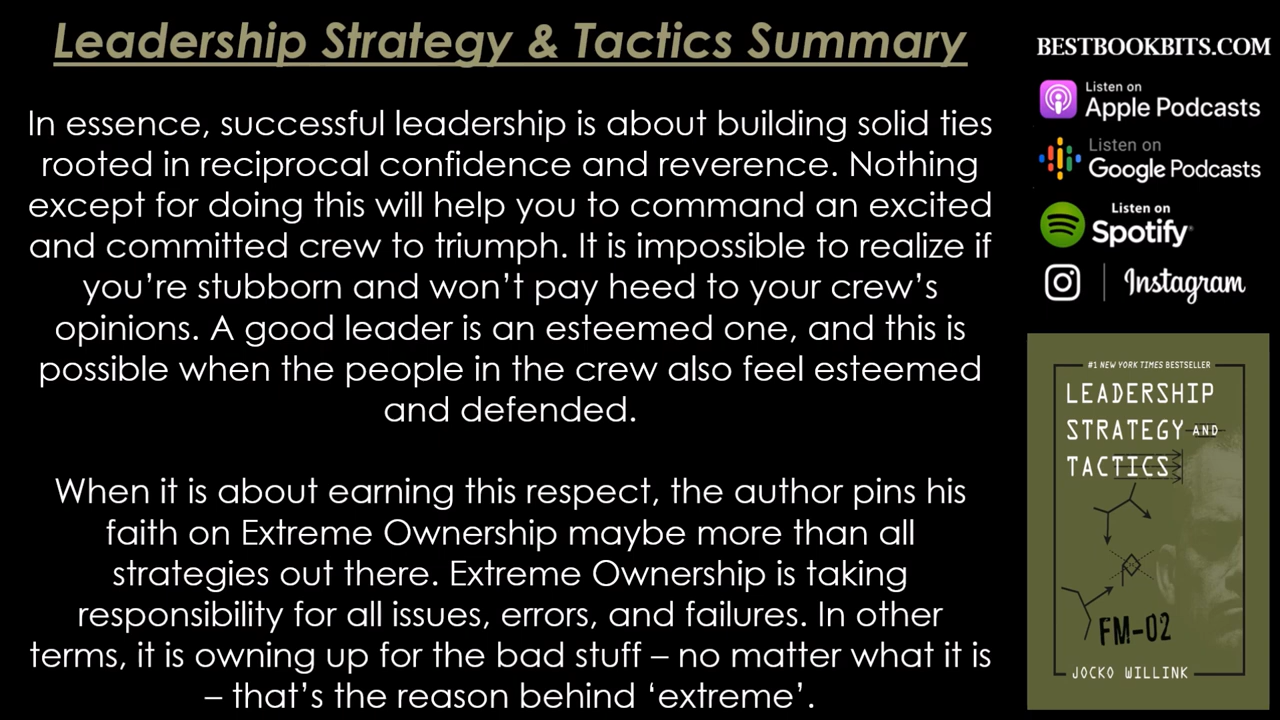 Leadership Strategy & Tactics Summary
In essence, successful leadership is about building solid ties
rooted in reciprocal confidence and reverence. Nothing
except for doing this will help you to command an excited
and committed crew to triumph. It is impossible to realize if
you’re stubborn and won’t pay heed to your crew’s
opinions. A good leader is an esteemed one, and this is
possible when the people in the crew also feel esteemed
and defended.
When it is about earning this respect, the author pins his
faith on Extreme Ownership maybe more than all
strategies out there. Extreme Ownership is taking
responsibility for all issues, errors, and failures. In other
terms, it is owning up for the bad stuff – no matter what it is
– that’s the reason behind ‘extreme’.
BESTBOOKBITS.COM
Listen on
Apple Podcasts
Listen on
Google Podcasts
Listen on
Spotify
Instagram
#1 NEW YORK TIMES BESTSELLER
LEADERSHIP
STRATEGY AND
TACTICS
FM-02
JOCKO WILLINK